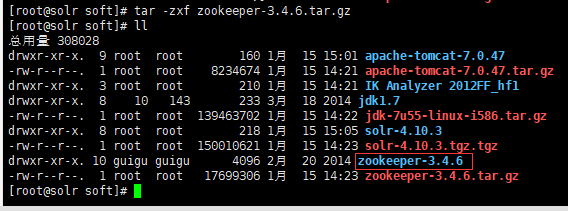 [root@solr soft]# tar -zxf zookeeper-3.4.6.tar.gz
[root@solr soft]# ll
总用量 308028
drwxr-xr-x. 9 root root 160 1月 15 15:01 apache-tomcat-7.0.47
-rw-r--r--. 1 root root 8234674 1月 15 14:21 apache-tomcat-7.0.47.tar.gz
drwxr-xr-x. 3 root root 210 1月 15 14:21 IK Analyzer 2012FF_hf1
drwxr-xr-x. 8 10 143 233 3月 18 2014 jdk1.7
-rw-r--r--. 1 root root 139463702 1月 15 14:22 jdk-7u55-linux-i586.tar.gz
drwxr-xr-x. 8 root root 218 1月 15 15:05 solr-4.10.3
-rw-r--r--. 1 root root 150010621 1月 15 14:23 solr-4.10.3.tgz.tgz
drwxr-xr-x. 10 guigu guigu 4096 2月 20 2014 zookeeper-3.4.6
-rw-r--r--. 1 root root 17699306 1月 15 14:23 zookeeper-3.4.6.tar.gz
[root@solr soft]#